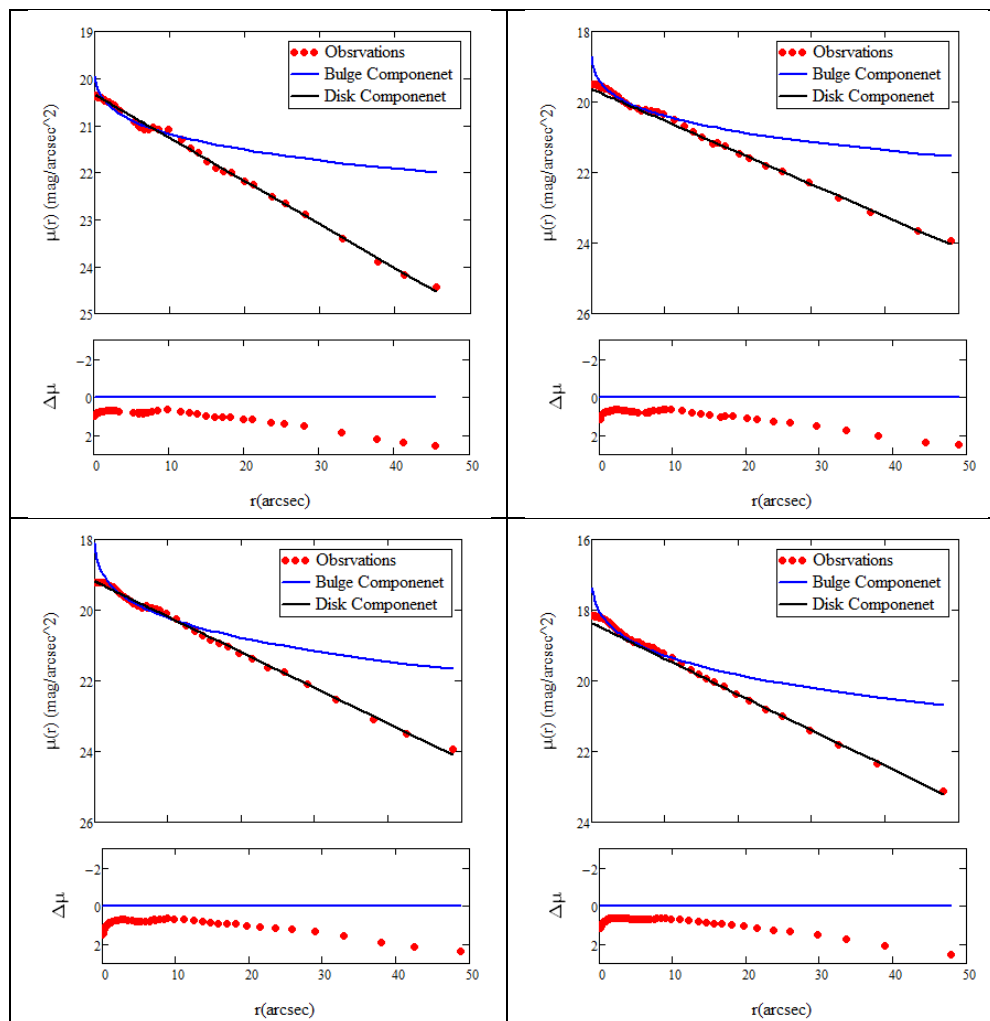 19
20
21
22
23
24
25
μ(r) (mag/arcsec^2)
Obsrvations
Bulge Componenet
Disk Componenet
−2
0
2
Δμ
0 10 20 30 40 50
r(arcsec)
18
20
22
24
26
μ(r) (mag/arcsec^2)
Obsrvations
Bulge Componenet
Disk Componenet
−2
0
2
Δμ
0 10 20 30 40 50
r(arcsec)
18
20
22
24
26
μ(r) (mag/arcsec^2)
Obsrvations
Bulge Componenet
Disk Componenet
−2
0
2
Δμ
0 10 20 30 40 50
r(arcsec)
16
18
20
22
24
μ(r) (mag/arcsec^2)
Obsrvations
Bulge Componenet
Disk Componenet
−2
0
2
Δμ
0 10 20 30 40 50
r(arcsec)